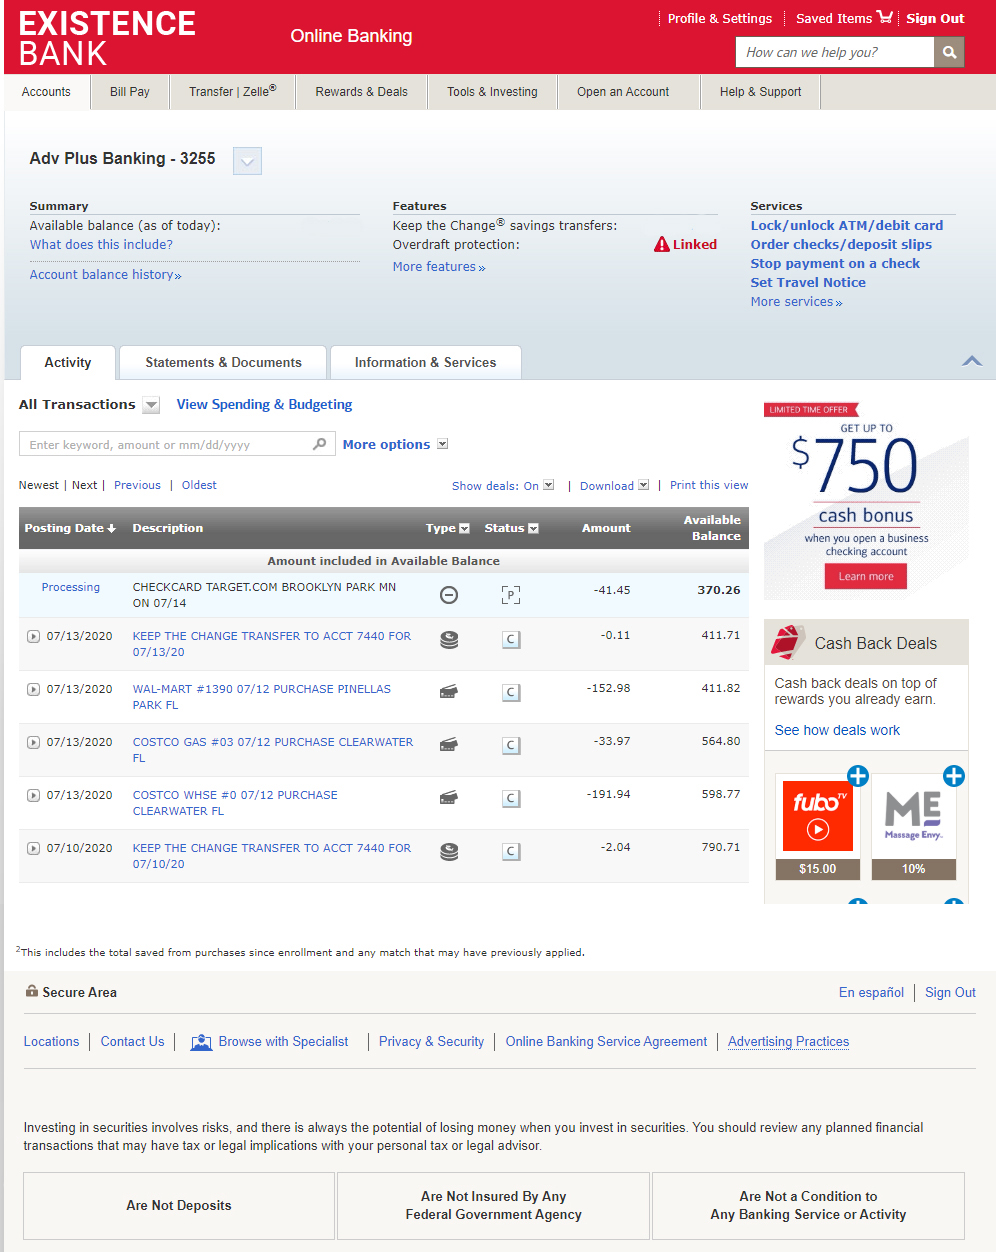 EXISTENCE
BANK
Online Banking
Profile & Settings
Saved Items
Sign Out
How can we help you?
Accounts
Bill Pay
Transfer | Zelle®
Rewards & Deals
Tools & Investing
Open an Account
Help & Support
Adv Plus Banking - 3255
Summary
Available balance (as of today):
What does this include?
Account balance history»
Features
Keep the Change® savings transfers:
Overdraft protection:
Linked
More features»
Services
Lock/unlock ATM/debit card
Order checks/deposit slips
Stop payment on a check
Set Travel Notice
More services»
Activity
Statements & Documents
Information & Services
All Transactions
View Spending & Budgeting
Enter keyword, amount or mm/dd/yyyy
More options
Newest | Next | Previous | Oldest
Show deals: On | Download | Print this view
Posting Date Description Type Status Amount Available Balance
Amount included in Available Balance
Processing CHECKCARD TARGET.COM BROOKLYN PARK MN P -41.45 370.26
ON 07/14
07/13/2020 KEEP THE CHANGE TRANSFER TO ACCT 7440 FOR C -0.11 411.71
07/13/20
07/13/2020 WAL-MART #1390 07/12 PURCHASE PINELLAS C -152.98 411.82
PARK FL
07/13/2020 COSTCO GAS #03 07/12 PURCHASE CLEARWATER C -33.97 564.80
FL
07/13/2020 COSTCO WHSE #0 07/12 PURCHASE C -191.94 598.77
CLEARWATER FL
07/10/2020 KEEP THE CHANGE TRANSFER TO ACCT 7440 FOR C -2.04 790.71
07/10/20
LIMITED TIME OFFER
GET UP TO
$750
cash bonus
when you open a business
checking account
Learn more
Cash Back Deals
Cash back deals on top of
rewards you already earn.
See how deals work
fubo TV
$15.00
ME
Massage Envy.
10%
2This includes the total saved from purchases since enrollment and any match that may have previously applied.
Secure Area
En español
Sign Out
Locations
Contact Us
Browse with Specialist
Privacy & Security
Online Banking Service Agreement
Advertising Practices
Investing in securities involves risks, and there is always the potential of losing money when you invest in securities. You should review any planned financial
transactions that may have tax or legal implications with your personal tax or legal advisor.
Are Not Deposits
Are Not Insured By Any
Federal Government Agency
Are Not a Condition to
Any Banking Service or Activity